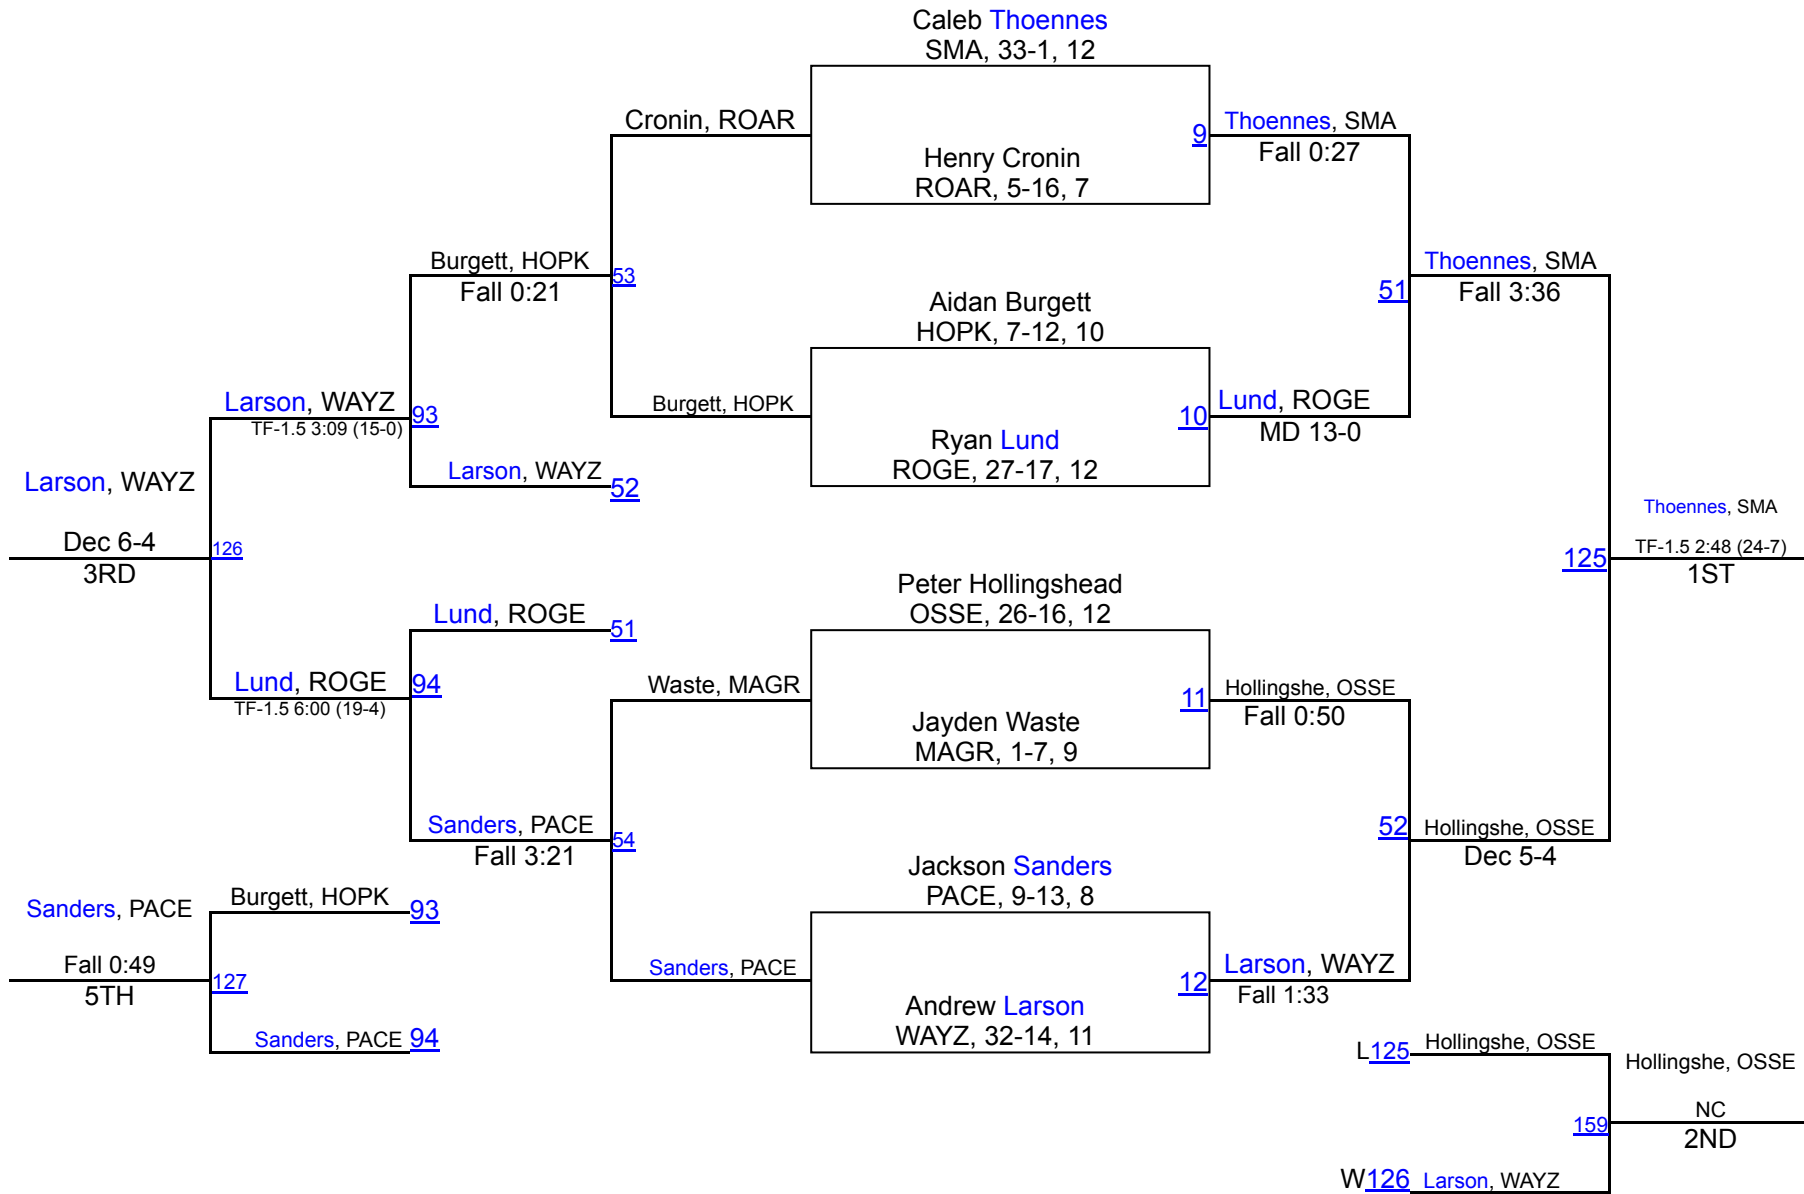 Caleb Thoennes
SMA, 33-1, 12
Cronin, ROAR
9
Thoennes, SMA
Fall 0:27
Henry Cronin
ROAR, 5-16, 7
Burgett, HOPK
Fall 0:21
53
Thoennes, SMA
Fall 3:36
51
Aidan Burgett
HOPK, 7-12, 10
Larson, WAYZ
TF-1.5 3:09 (15-0)
93
Burgett, HOPK
10
Lund, ROGE
MD 13-0
Ryan Lund
ROGE, 27-17, 12
Larson, WAYZ
52
Larson, WAYZ
Dec 6-4
3RD
126
Thoennes, SMA
TF-1.5 2:48 (24-7)
1ST
125
Peter Hollingshead
OSSE, 26-16, 12
Lund, ROGE
51
Lund, ROGE
TF-1.5 6:00 (19-4)
94
Waste, MAGR
11
Hollingshe, OSSE
Fall 0:50
Jayden Waste
MAGR, 1-7, 9
Sanders, PACE
Fall 3:21
54
52
Hollingshe, OSSE
Dec 5-4
Jackson Sanders
PACE, 9-13, 8
Sanders, PACE
Burgett, HOPK
93
Fall 0:49
5TH
127
Sanders, PACE
12
Larson, WAYZ
Fall 1:33
Andrew Larson
WAYZ, 32-14, 11
Sanders, PACE
94
L125
Hollingshe, OSSE
Hollingshe, OSSE
NC
2ND
159
W126
Larson, WAYZ